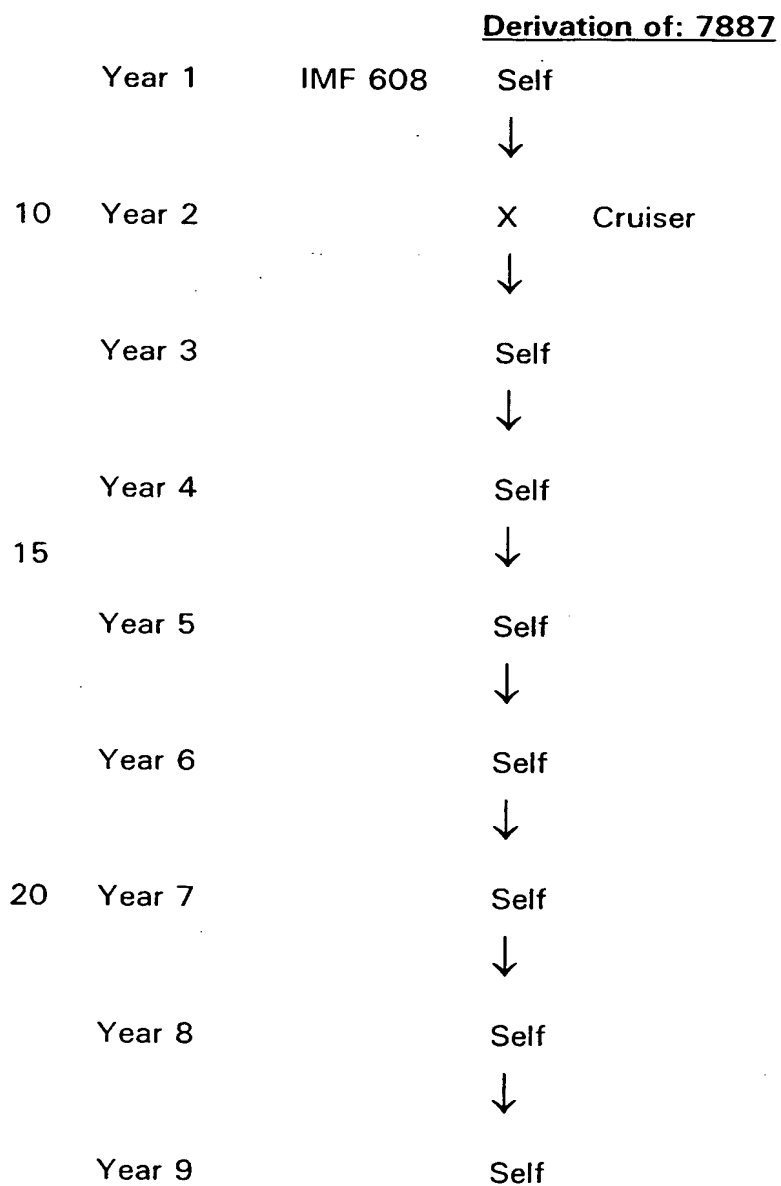 Derivation of: 7887
Year 1 IMF 608 Self
↓
10 Year 2 X Cruiser
↓
Year 3 Self
↓
Year 4 Self
15 ↓
Year 5 Self
↓
Year 6 Self
↓
20 Year 7 Self
↓
Year 8 Self
↓
Year 9 Self